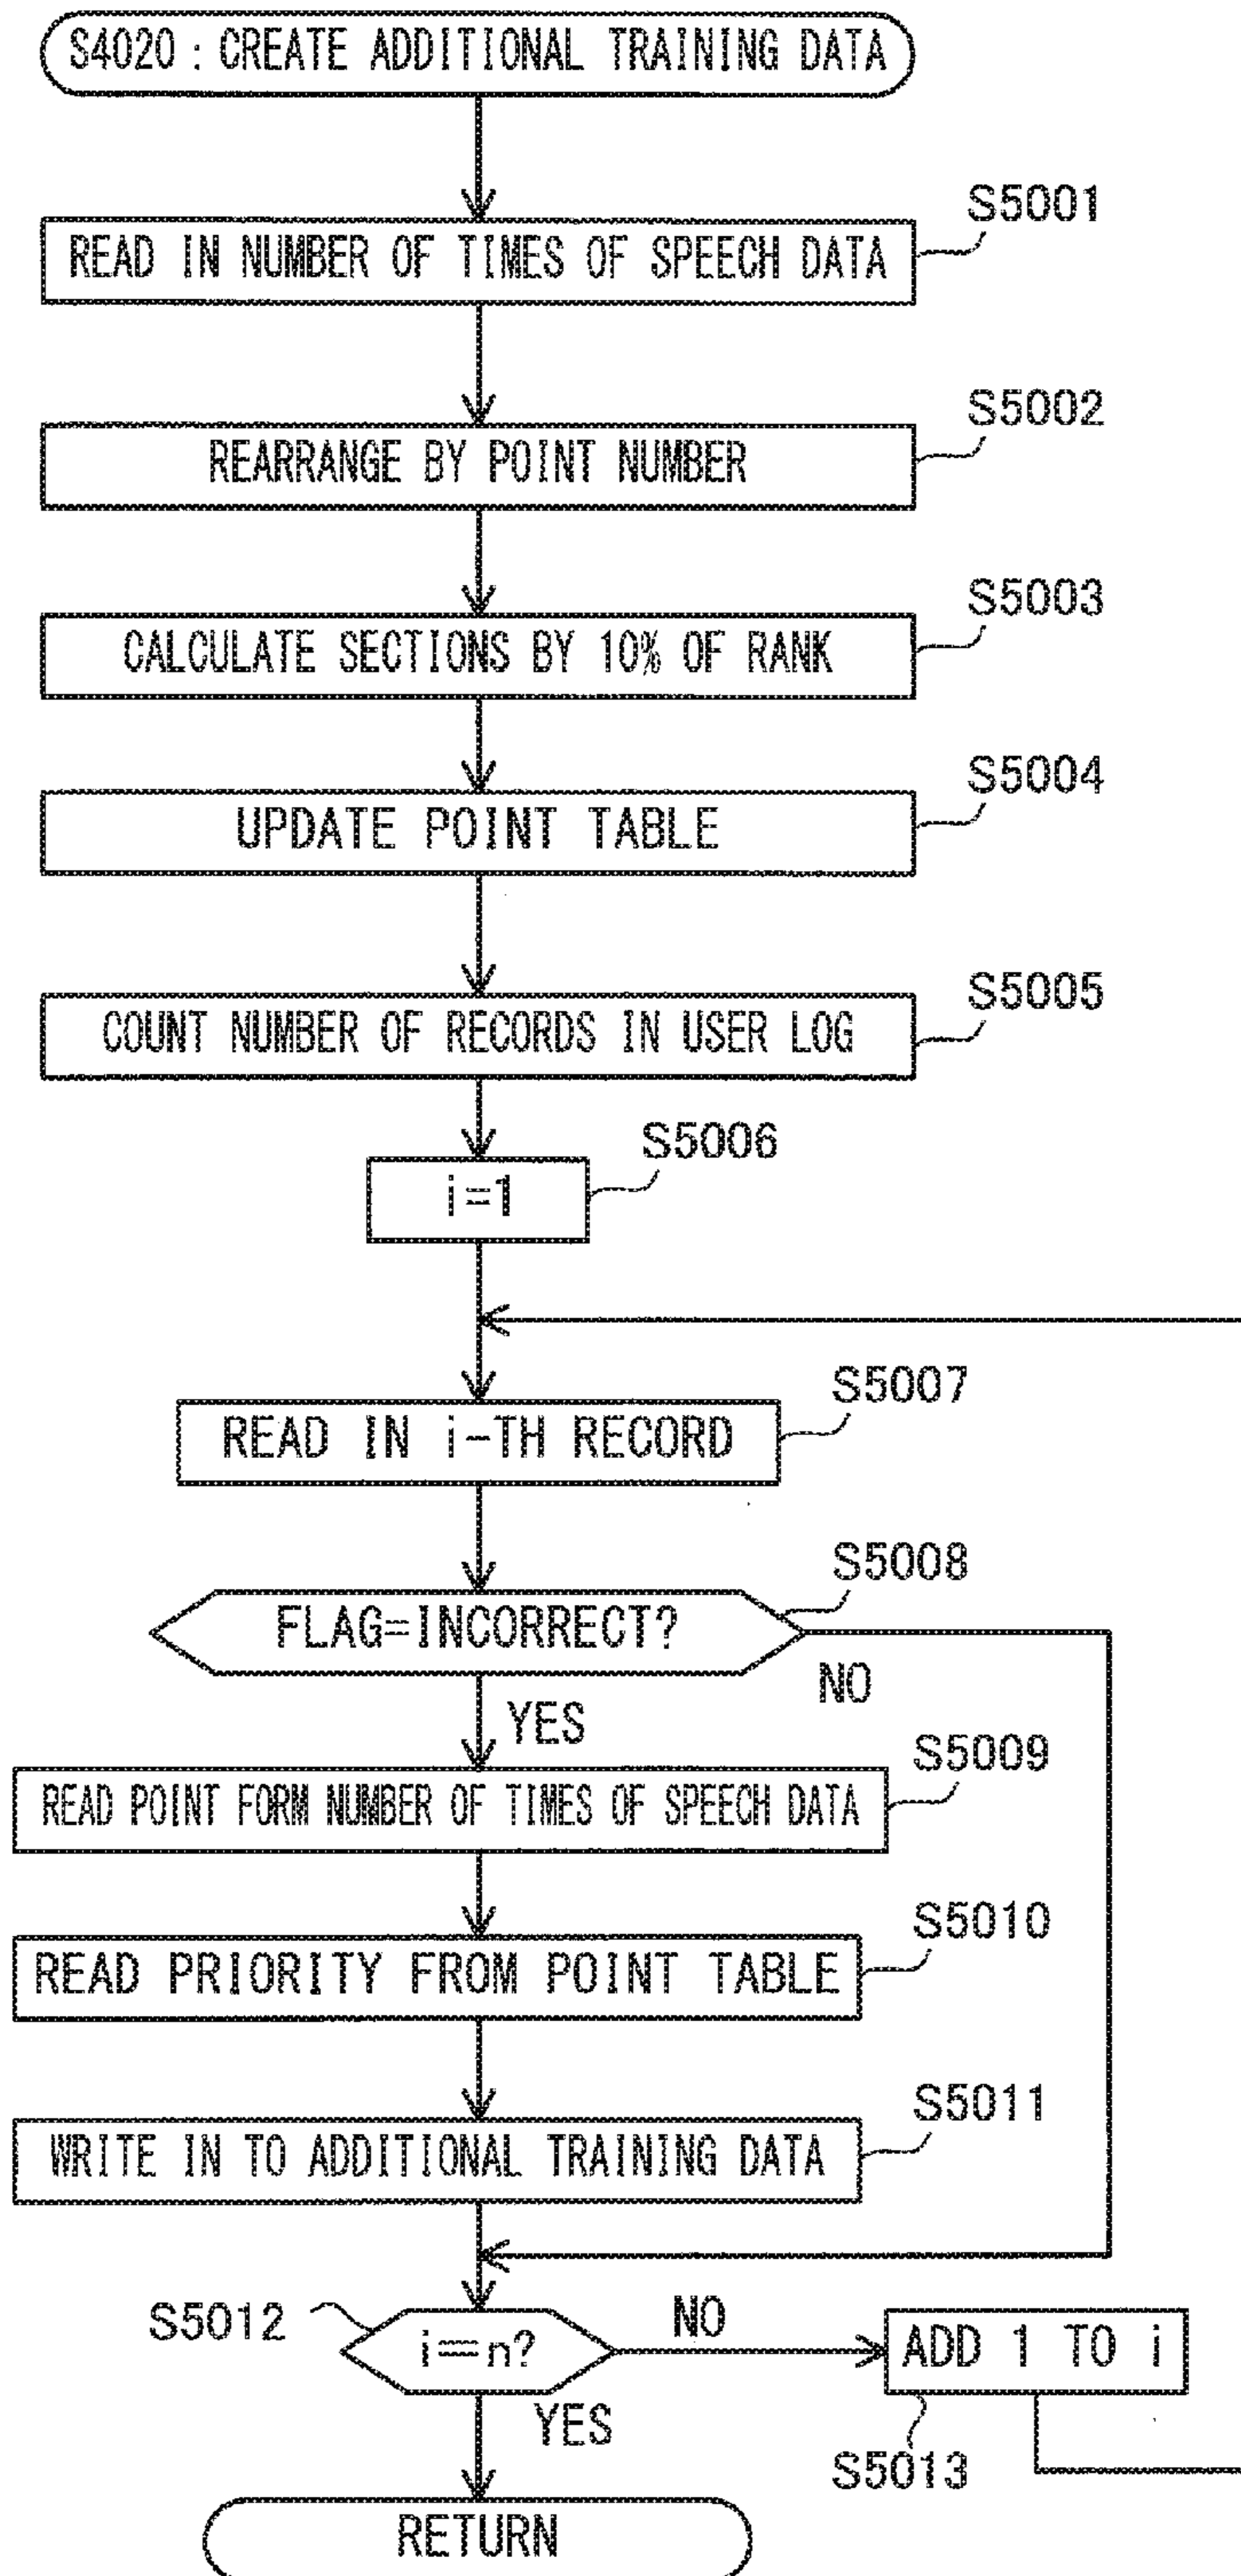 S4020 : CREATE ADDITIONAL TRAINING DATA
S5001
READ IN NUMBER OF TIMES OF SPEECH DATA
S5002
REARRANGE BY POINT NUMBER
S5003
CALCULATE SECTIONS BY 10% OF RANK
S5004
UPDATE POINT TABLE
S5005
COUNT NUMBER OF RECORDS IN USER LOG
S5006
i=1
S5007
READ IN i-TH RECORD
S5008
FLAG=INCORRECT?
NO
YES
S5009
READ POINT FORM NUMBER OF TIMES OF SPEECH DATA
S5010
READ PRIORITY FROM POINT TABLE
S5011
WRITE IN TO ADDITIONAL TRAINING DATA
S5012
i==n?
NO
ADD 1 TO i
YES
S5013
RETURN